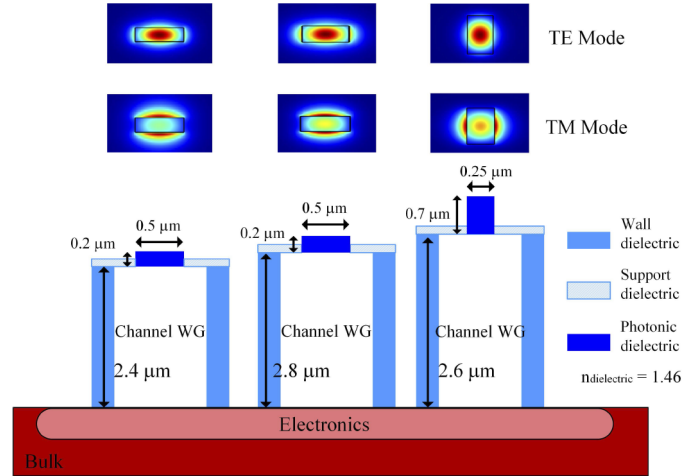 TE Mode
TM Mode
0.25 μm
0.5 μm
0.5 μm
0.7 μm
0.2 μm
0.2 μm
Wall
dielectric
Support
dielectric
Photonic
dielectric
Channel WG
Channel WG
Channel WG
2.4 μm
2.8 μm
2.6 μm
ndielectric = 1.46
Electronics
Bulk